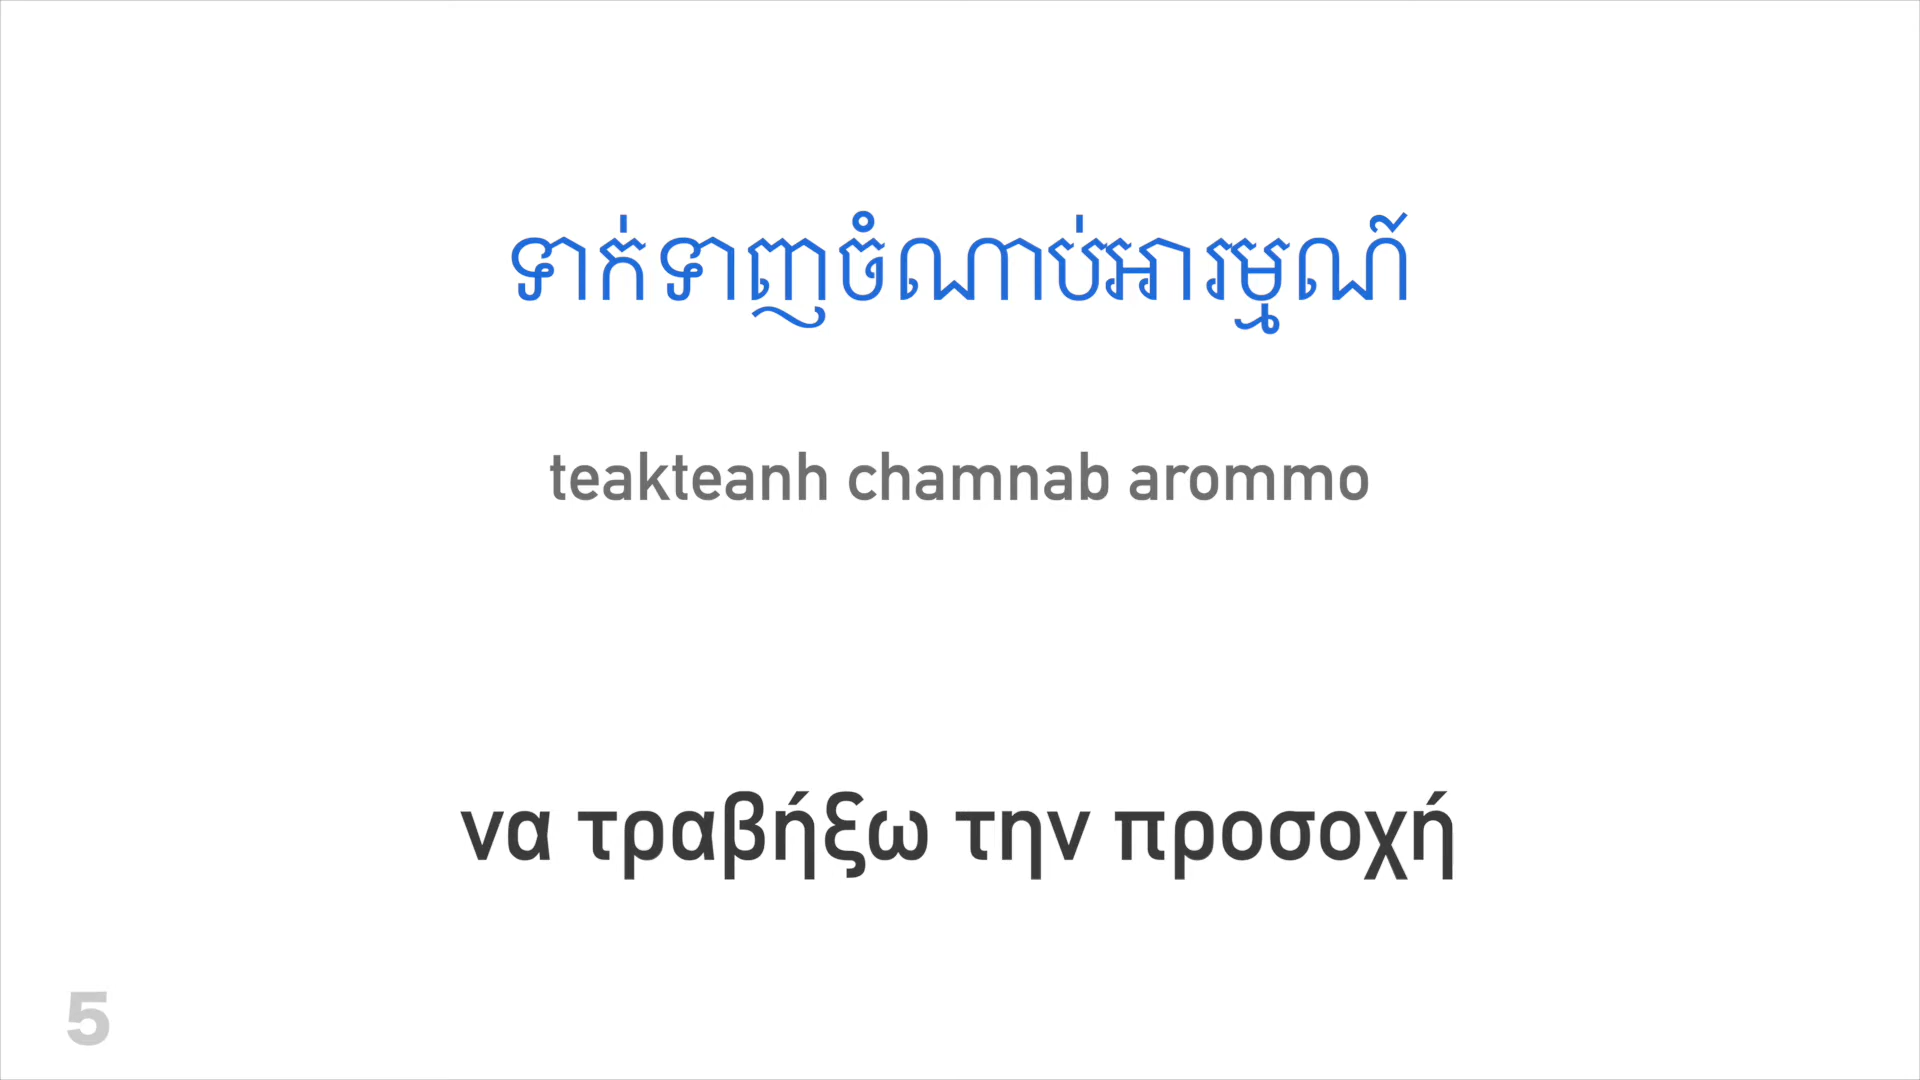 ទាក់ទាញចំណាប់អារម្មណ៍
teakteanh chamnab arommo
να τραβήξω την προσοχή
5